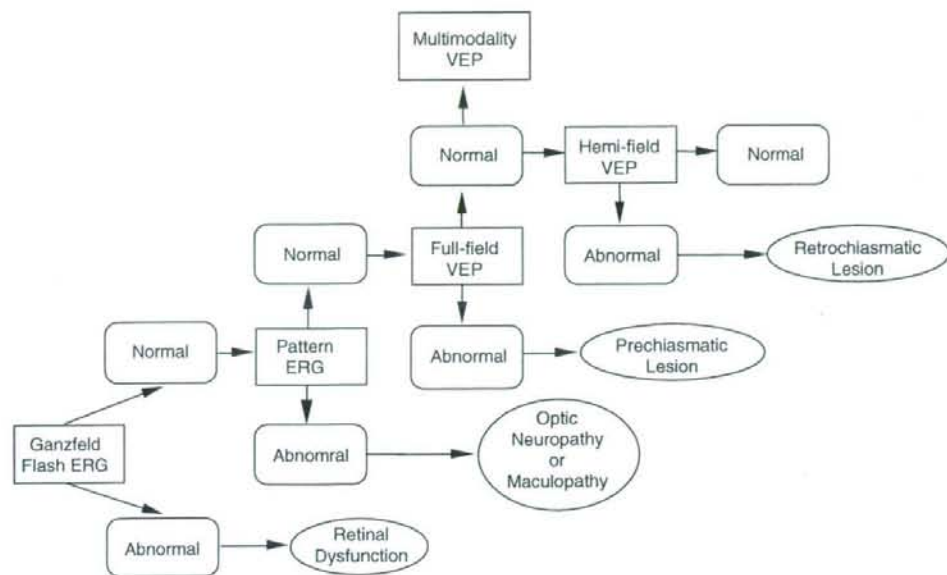 Multimodality
VEP
Normal
Hemi-field
VEP
Normal
Normal
Full-field
VEP
Abnormal
Retrochiasmatic
Lesion
Normal
Pattern
ERG
Abnormal
Prechiasmatic
Lesion
Ganzfeld
Flash ERG
Abnomral
Optic
Neuropathy
or
Maculopathy
Abnormal
Retinal
Dysfunction